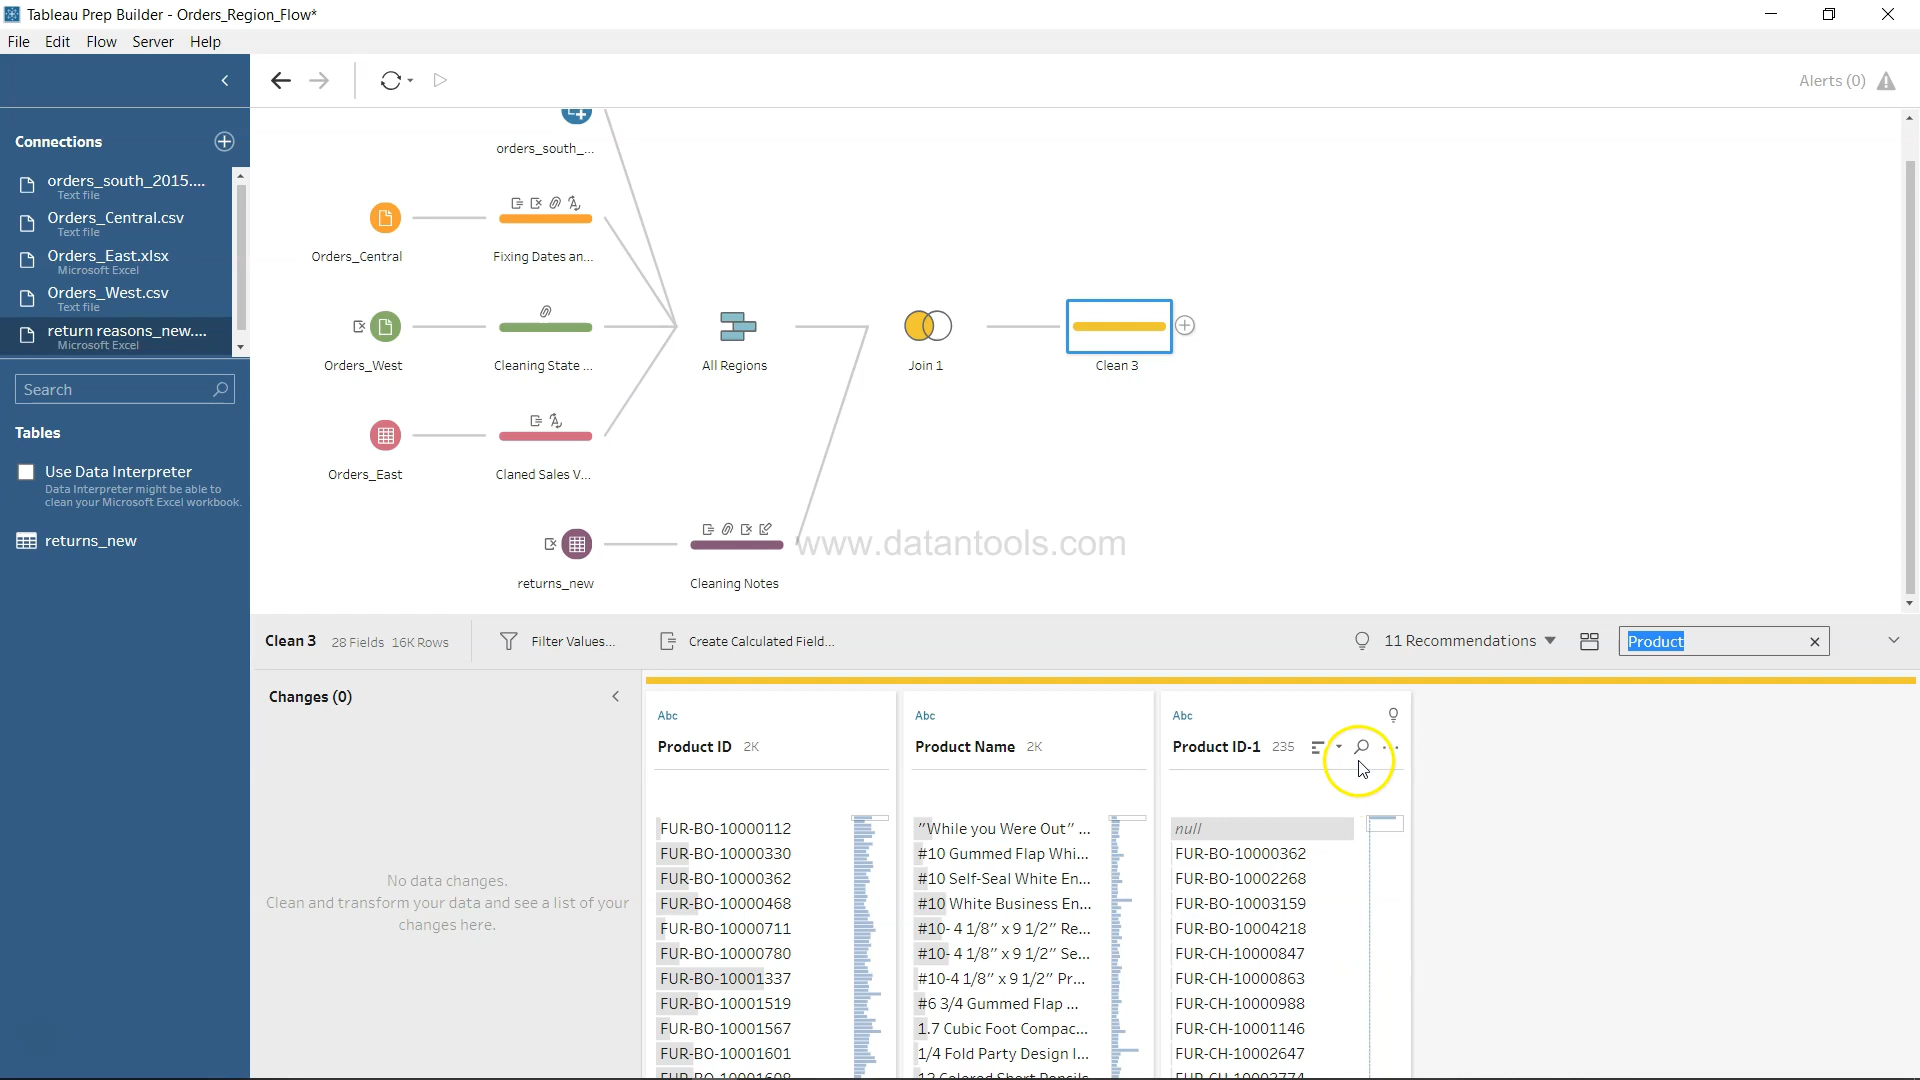 Tableau Prep Builder - Orders_Region_Flow*
File Edit Flow Server Help
Alerts (0)
Connections
orders_south_2015....
Text file
Orders_Central.csv
Text file
Orders_East.xlsx
Microsoft Excel
Orders_West.csv
Text file
return reasons_new....
Microsoft Excel
Search
Tables
Use Data Interpreter
Data Interpreter might be able to
clean your Microsoft Excel workbook.
returns_new
orders_south_...
Orders_Central
Fixing Dates an...
Orders_West
Cleaning State ...
All Regions
Join 1
Clean 3
Orders_East
Claned Sales V...
returns_new
Cleaning Notes
www.datantools.com
Clean 3 28 Fields 16K Rows
Filter Values...
Create Calculated Field...
11 Recommendations
Product
Changes (0)
No data changes.
Clean and transform your data and see a list of your
changes here.
Abc
Product ID 2K
FUR-BO-10000112
FUR-BO-10000330
FUR-BO-10000362
FUR-BO-10000468
FUR-BO-10000711
FUR-BO-10000780
FUR-BO-10001337
FUR-BO-10001519
FUR-BO-10001567
FUR-BO-10001601
FUR-BO-10001608
Abc
Product Name 2K
"While you Were Out" ...
#10 Gummed Flap Whi...
#10 Self-Seal White En...
#10 White Business En...
#10- 4 1/8" x 9 1/2" Re...
#10- 4 1/8" x 9 1/2" Se...
#10-4 1/8" x 9 1/2" Pr...
#6 3/4 Gummed Flap ...
1.7 Cubic Foot Compac...
1/4 Fold Party Design I...
12 Colored Short Pencils
Abc
Product ID-1 235
null
FUR-BO-10000362
FUR-BO-10002268
FUR-BO-10003159
FUR-BO-10004218
FUR-CH-10000847
FUR-CH-10000863
FUR-CH-10000988
FUR-CH-10001146
FUR-CH-10002647
FUR-CH-10002774